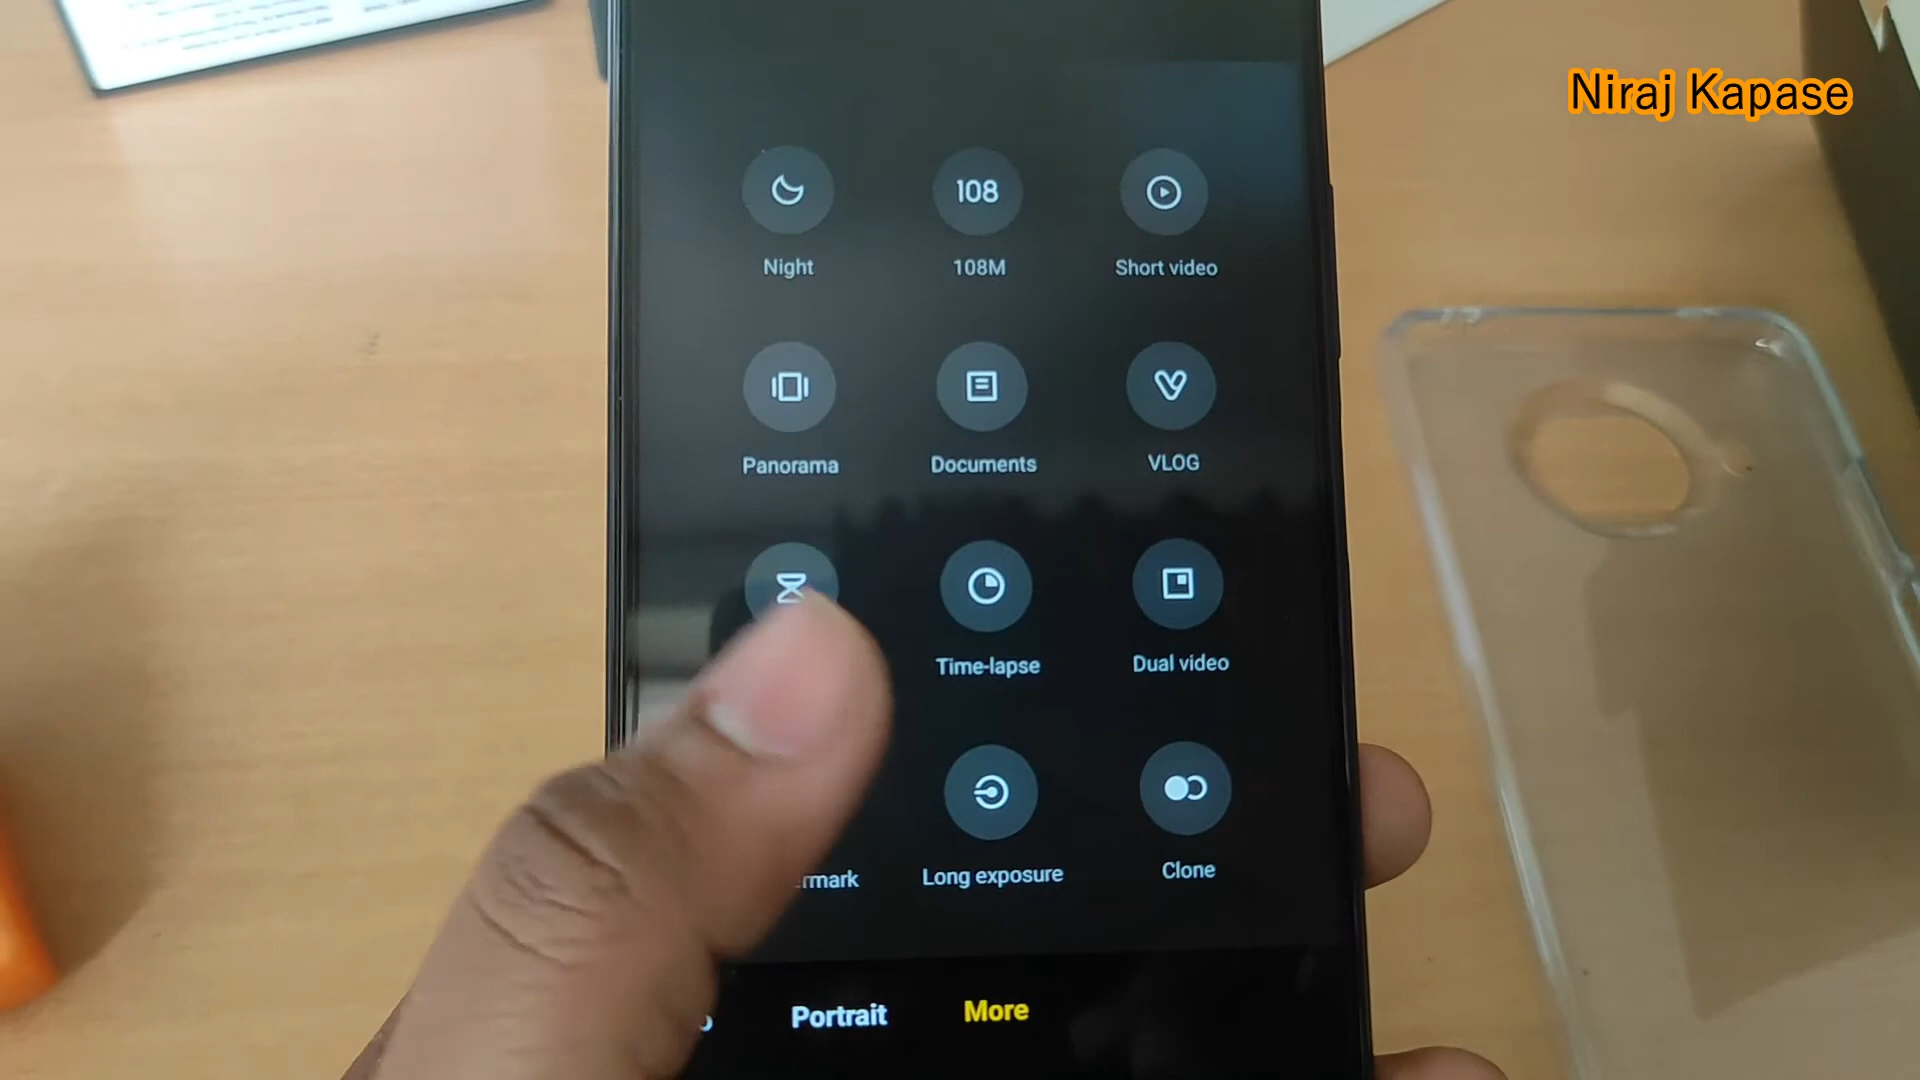 Niraj Kapase
108
Night
108M
Short video
Panorama
Documents
VLOG
Time-lapse
Dual video
rmark
Long exposure
Clone
Portrait
More